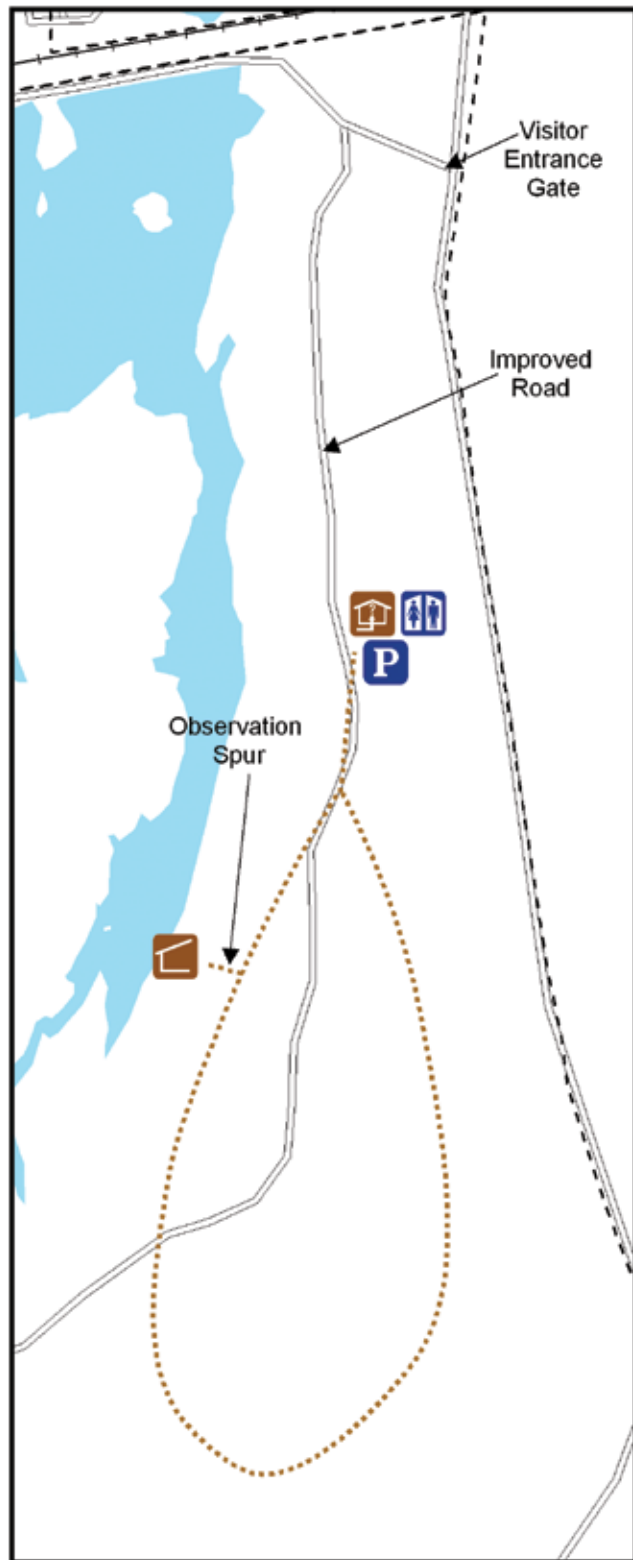 Visitor
Entrance
Gate
Improved
Road
?
P
Observation
Spur